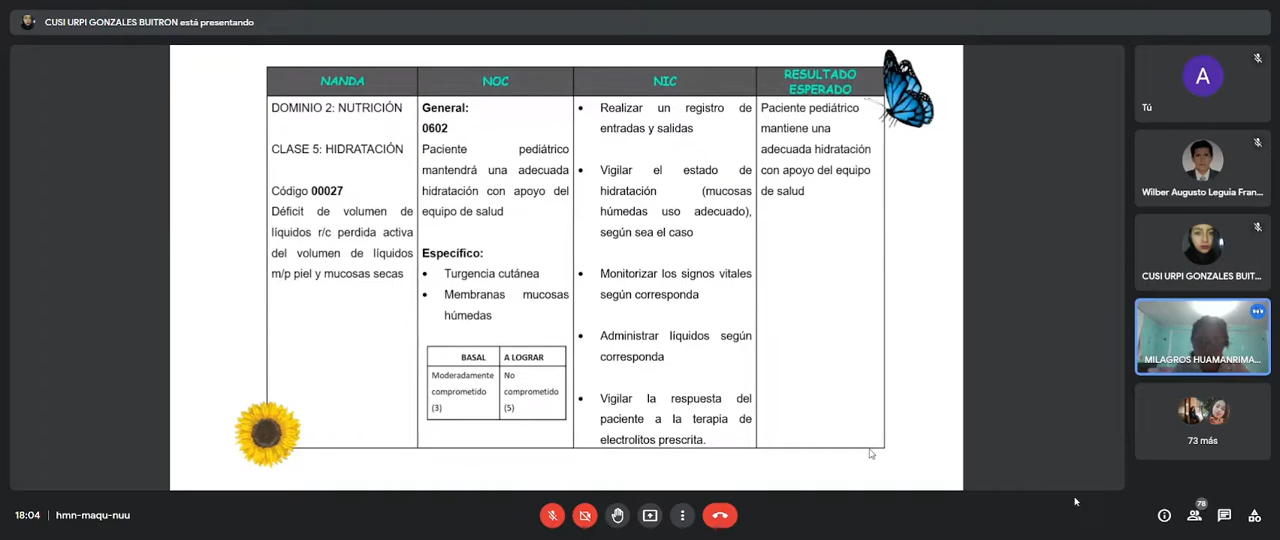 CUSI URPI GONZALES BUITRON está presentando
NANDA
DOMINIO 2: NUTRICIÓN
CLASE 5: HIDRATACIÓN
Código 00027
Déficit de volumen de
líquidos r/c perdida activa
del volumen de líquidos
m/p piel y mucosas secas
NOC
General:
0602
Paciente pediátrico
mantendrá una adecuada
hidratación con apoyo del
equipo de salud
Específico:
• Turgencia cutánea
• Membranas mucosas
húmedas
BASAL A LOGRAR
Moderadamente No
comprometido comprometido
(3) (5)
NIC
• Realizar un registro de
entradas y salidas
• Vigilar el estado de
hidratación (mucosas
húmedas uso adecuado),
según sea el caso
• Monitorizar los signos vitales
según corresponda
• Administrar líquidos según
corresponda
• Vigilar la respuesta del
paciente a la terapia de
electrolitos prescrita.
RESULTADO
ESPERADO
Paciente pediátrico
mantiene una
adecuada hidratación
con apoyo del equipo
de salud
A
Tú
Wilber Augusto Leguia Fran...
CUSI URPI GONZALES BUIT...
MILAGROS HUAMANRIMA...
73 más
18:04 | hmn-maqu-nuu
78